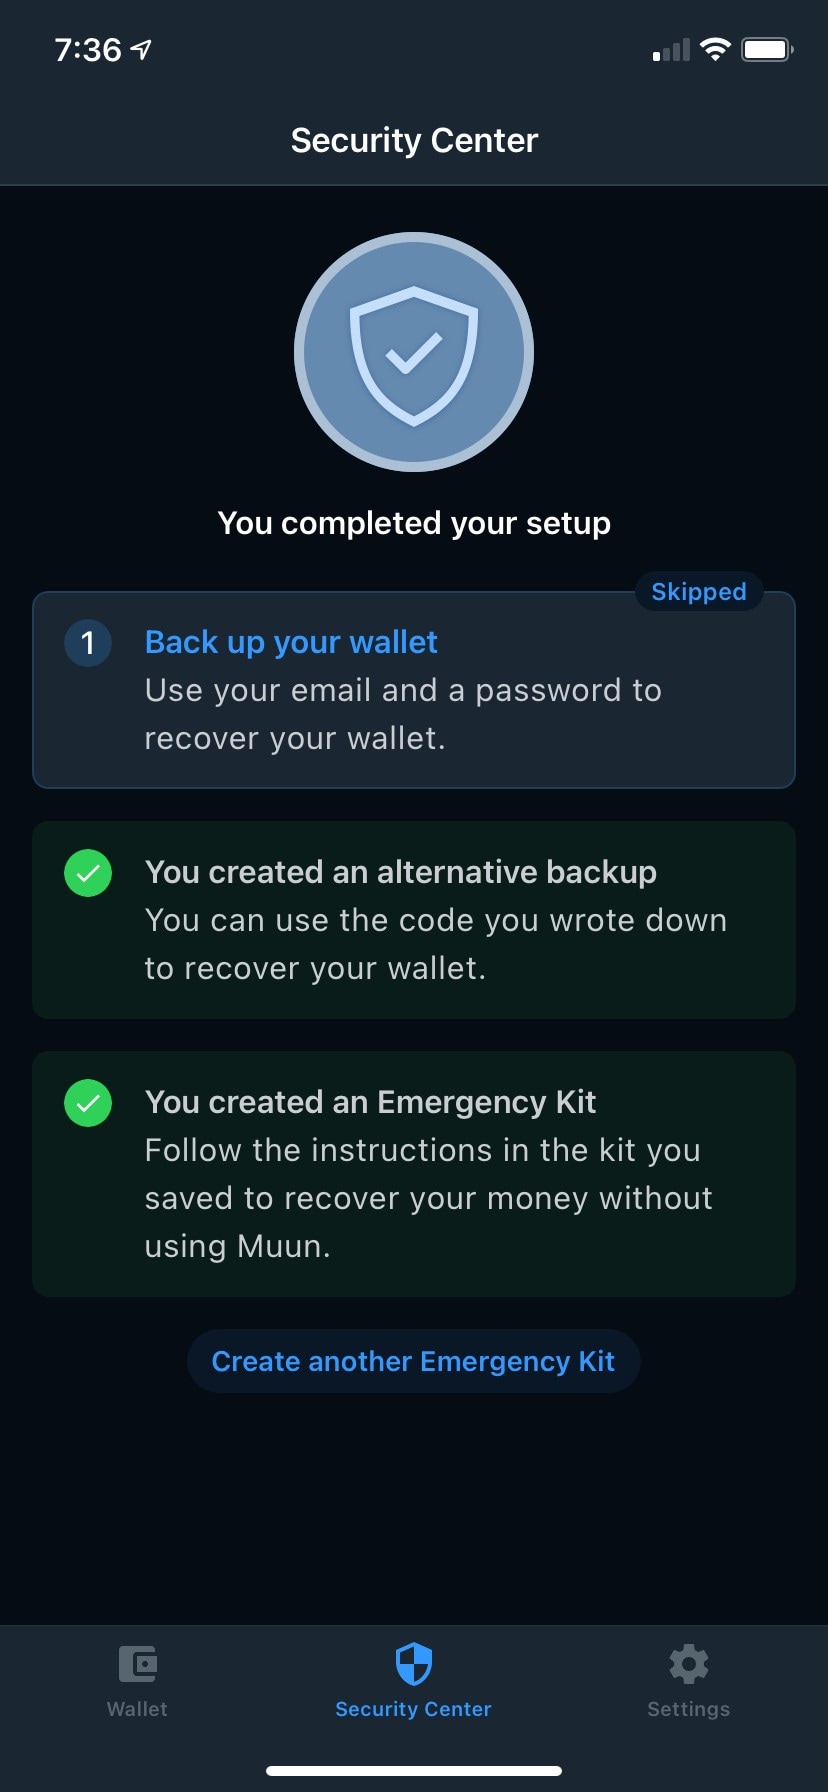 7:36
Security Center
You completed your setup
Skipped
1
Back up your wallet
Use your email and a password to
recover your wallet.
You created an alternative backup
You can use the code you wrote down
to recover your wallet.
You created an Emergency Kit
Follow the instructions in the kit you
saved to recover your money without
using Muun.
Create another Emergency Kit
Wallet
Security Center
Settings